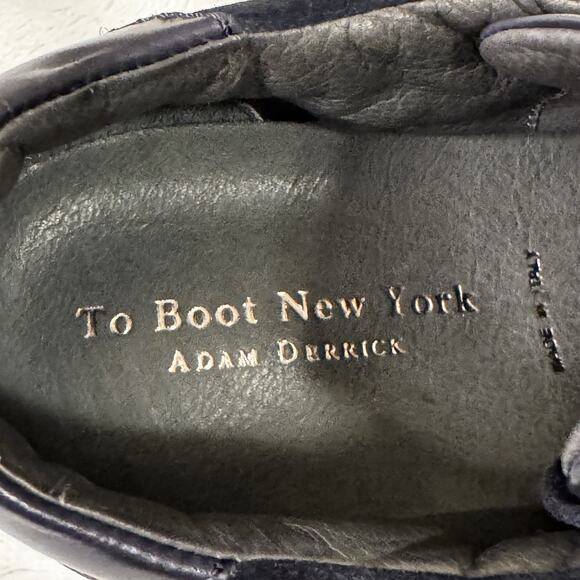 To Boot New York
ADAM DERRICK
MADE IN ITALY